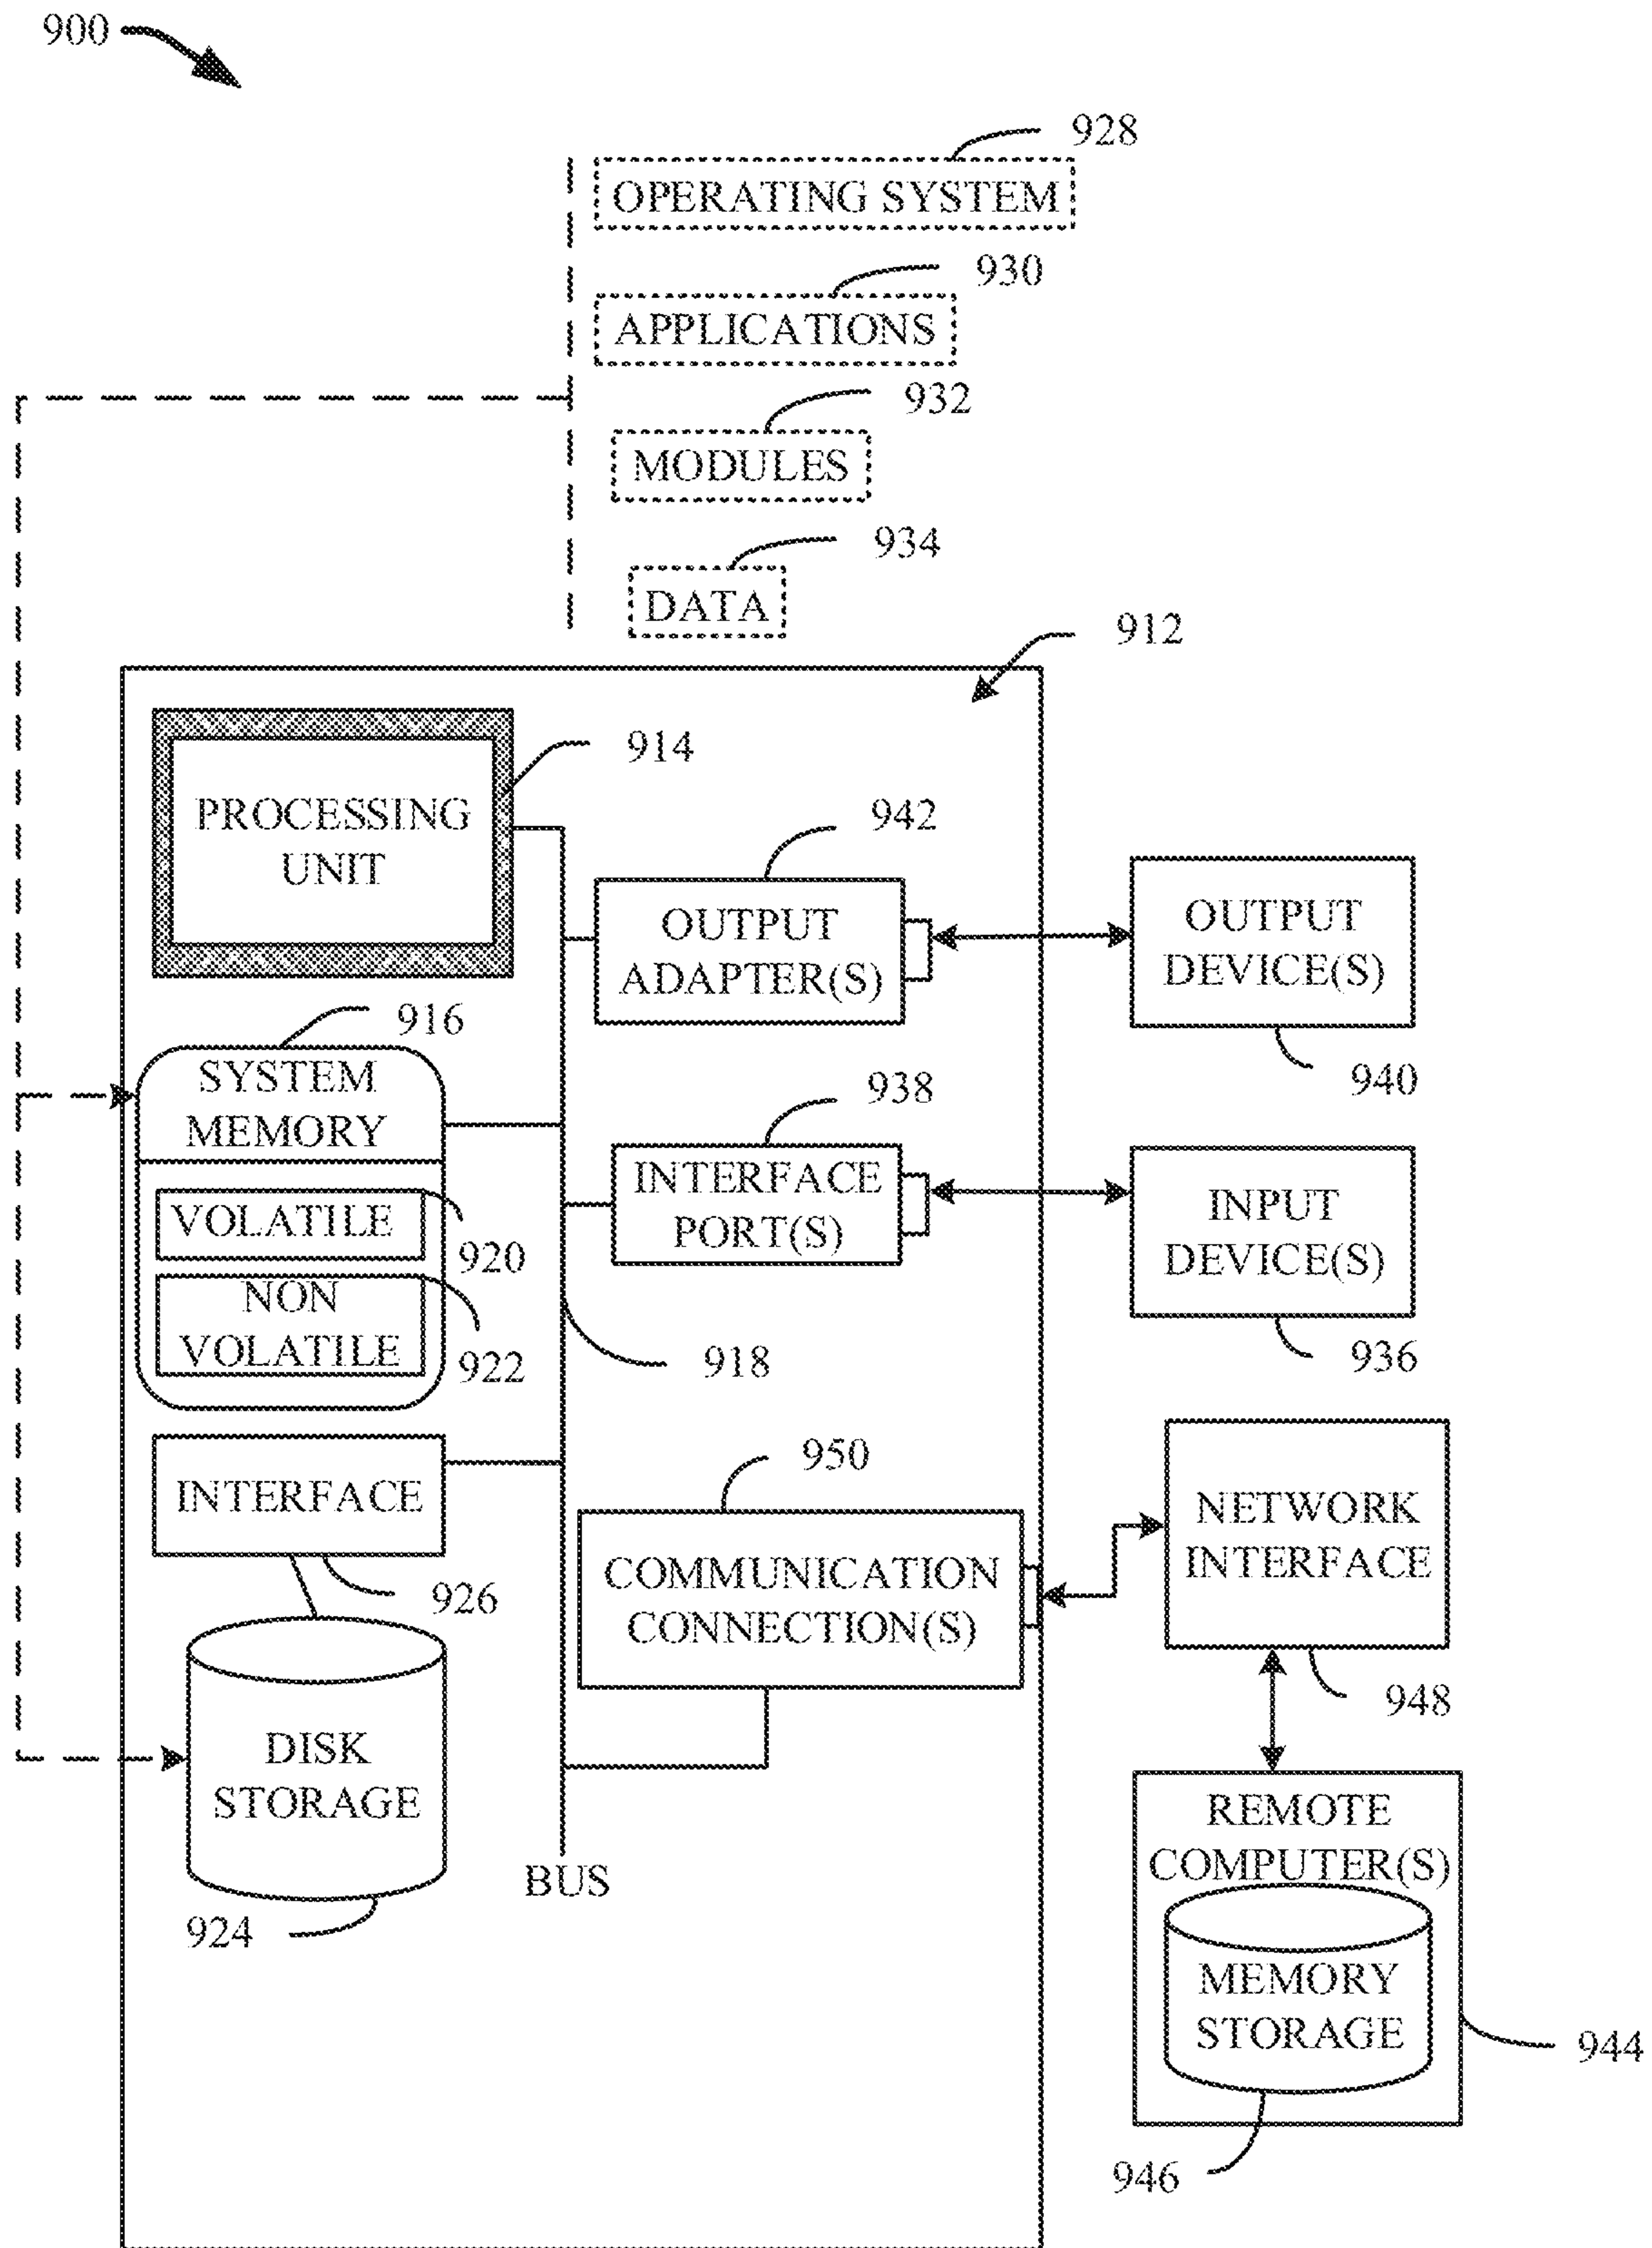 900
928
OPERATING SYSTEM
930
APPLICATIONS
932
MODULES
934
DATA
912
914
PROCESSING
UNIT
942
OUTPUT
ADAPTER(S)
OUTPUT
DEVICE(S)
940
916
SYSTEM
MEMORY
938
INTERFACE
PORT(S)
INPUT
DEVICE(S)
936
VOLATILE
920
NON
VOLATILE
922
918
INTERFACE
926
950
COMMUNICATION
CONNECTION(S)
NETWORK
INTERFACE
948
DISK
STORAGE
924
BUS
REMOTE
COMPUTER(S)
MEMORY
STORAGE
944
946